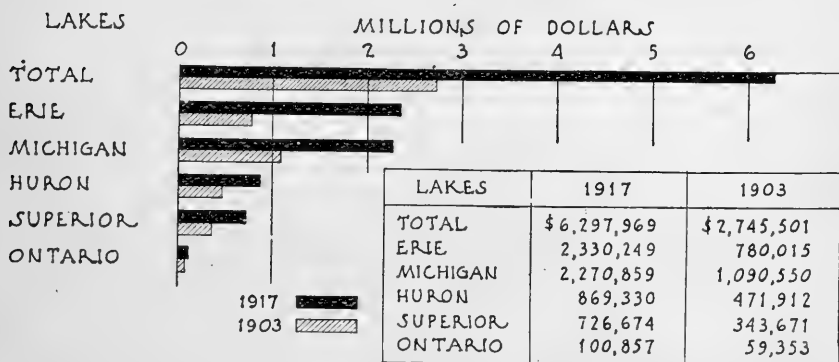 LAKES MILLIONS OF DOLLARS
0 1 2 3 4 5 6
TOTAL
ERIE
MICHIGAN
HURON
SUPERIOR
ONTARIO
1917
1903
LAKES 1917 1903
TOTAL $6,297,969 $2,745,501
ERIE 2,330,249 780,015
MICHIGAN 2,270,859 1,090,550
HURON 869,330 471,912
SUPERIOR 726,674 343,671
ONTARIO 100,857 59,353